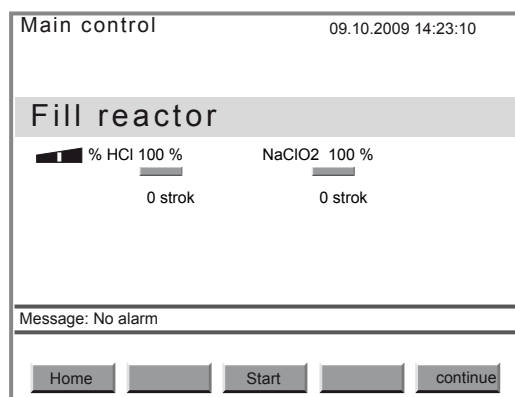 Main control 09.10.2009 14:23:10
Fill reactor
% HCl 100 % NaClO2 100 %
0 strok 0 strok
Message: No alarm
Home Start continue